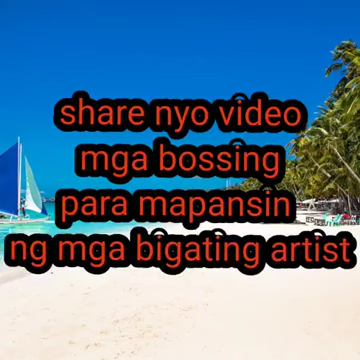 share nyo video
mga bossing
para mapansin
ng mga bigating artist